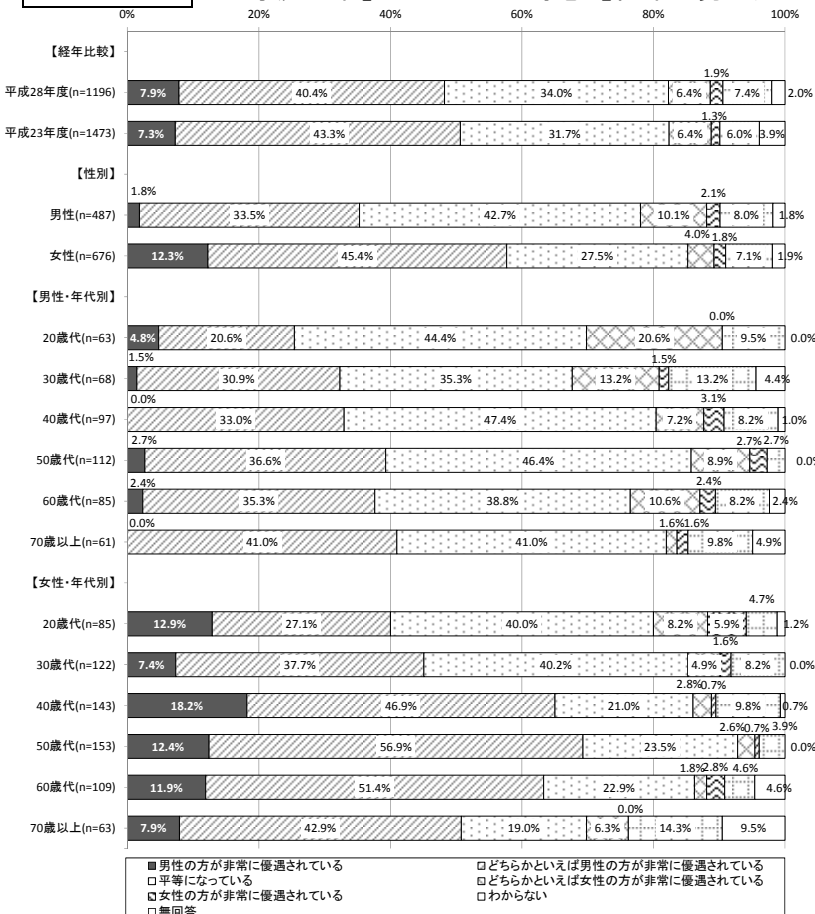 0% 20% 40% 60% 80% 100%
【経年比較】
1.9%
平成28年度(n=1196) 7.9% 40.4% 34.0% 6.4% 7.4% 2.0%
1.3%
平成23年度(n=1473) 7.3% 43.3% 31.7% 6.4% 6.0% 3.9%
【性別】
1.8% 2.1%
男性(n=487) 33.5% 42.7% 10.1% 8.0% 1.8%
4.0% 1.8%
女性(n=676) 12.3% 45.4% 27.5% 7.1% 1.9%
【男性・年代別】
0.0%
20歳代(n=63) 4.8% 20.6% 44.4% 20.6% 9.5% 0.0%
1.5% 1.5%
30歳代(n=68) 30.9% 35.3% 13.2% 13.2% 4.4%
0.0% 3.1%
40歳代(n=97) 33.0% 47.4% 7.2% 8.2% 1.0%
2.7% 2.7% 2.7%
50歳代(n=112) 36.6% 46.4% 8.9% 0.0%
2.4% 2.4%
60歳代(n=85) 35.3% 38.8% 10.6% 8.2% 2.4%
0.0% 1.6% 1.6%
70歳以上(n=61) 41.0% 41.0% 9.8% 4.9%
【女性・年代別】
4.7%
20歳代(n=85) 12.9% 27.1% 40.0% 8.2% 5.9% 1.2%
1.6%
30歳代(n=122) 7.4% 37.7% 40.2% 4.9% 8.2% 0.0%
2.8% 0.7%
40歳代(n=143) 18.2% 46.9% 21.0% 9.8% 0.7%
2.6% 0.7% 3.9%
50歳代(n=153) 12.4% 56.9% 23.5% 0.0%
1.8% 2.8% 4.6%
60歳代(n=109) 11.9% 51.4% 22.9% 4.6%
0.0%
70歳以上(n=63) 7.9% 42.9% 19.0% 6.3% 14.3% 9.5%
男性の方が非常に優遇されている どちらかといえば男性の方が非常に優遇されている
平等になっている どちらかといえば女性の方が非常に優遇されている
女性の方が非常に優遇されている わからない
無回答